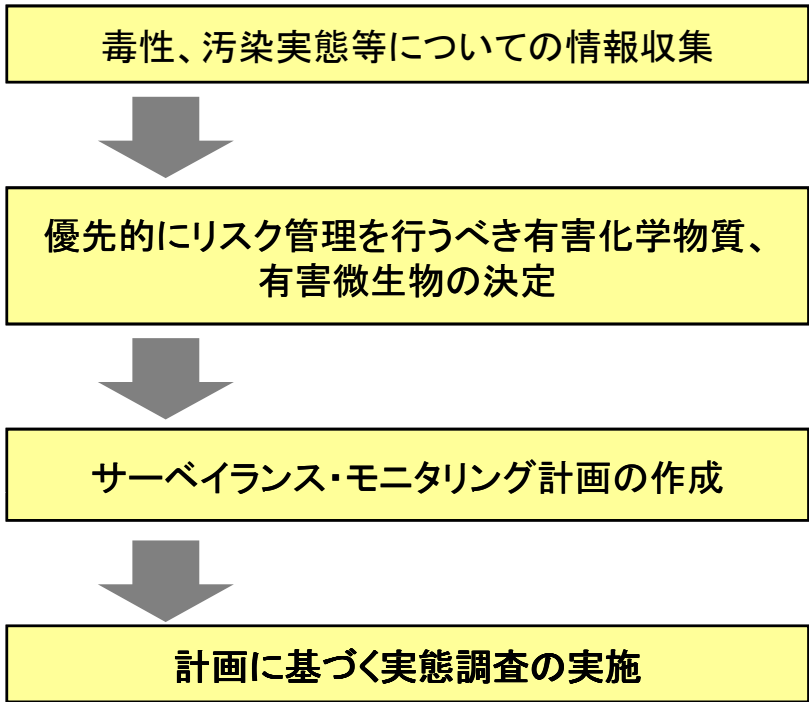 毒性、汚染実態等についての情報収集
優先的にリスク管理を行うべき有害化学物質、
有害微生物の決定
サーベイランス・モニタリング計画の作成
計画に基づく実態調査の実施